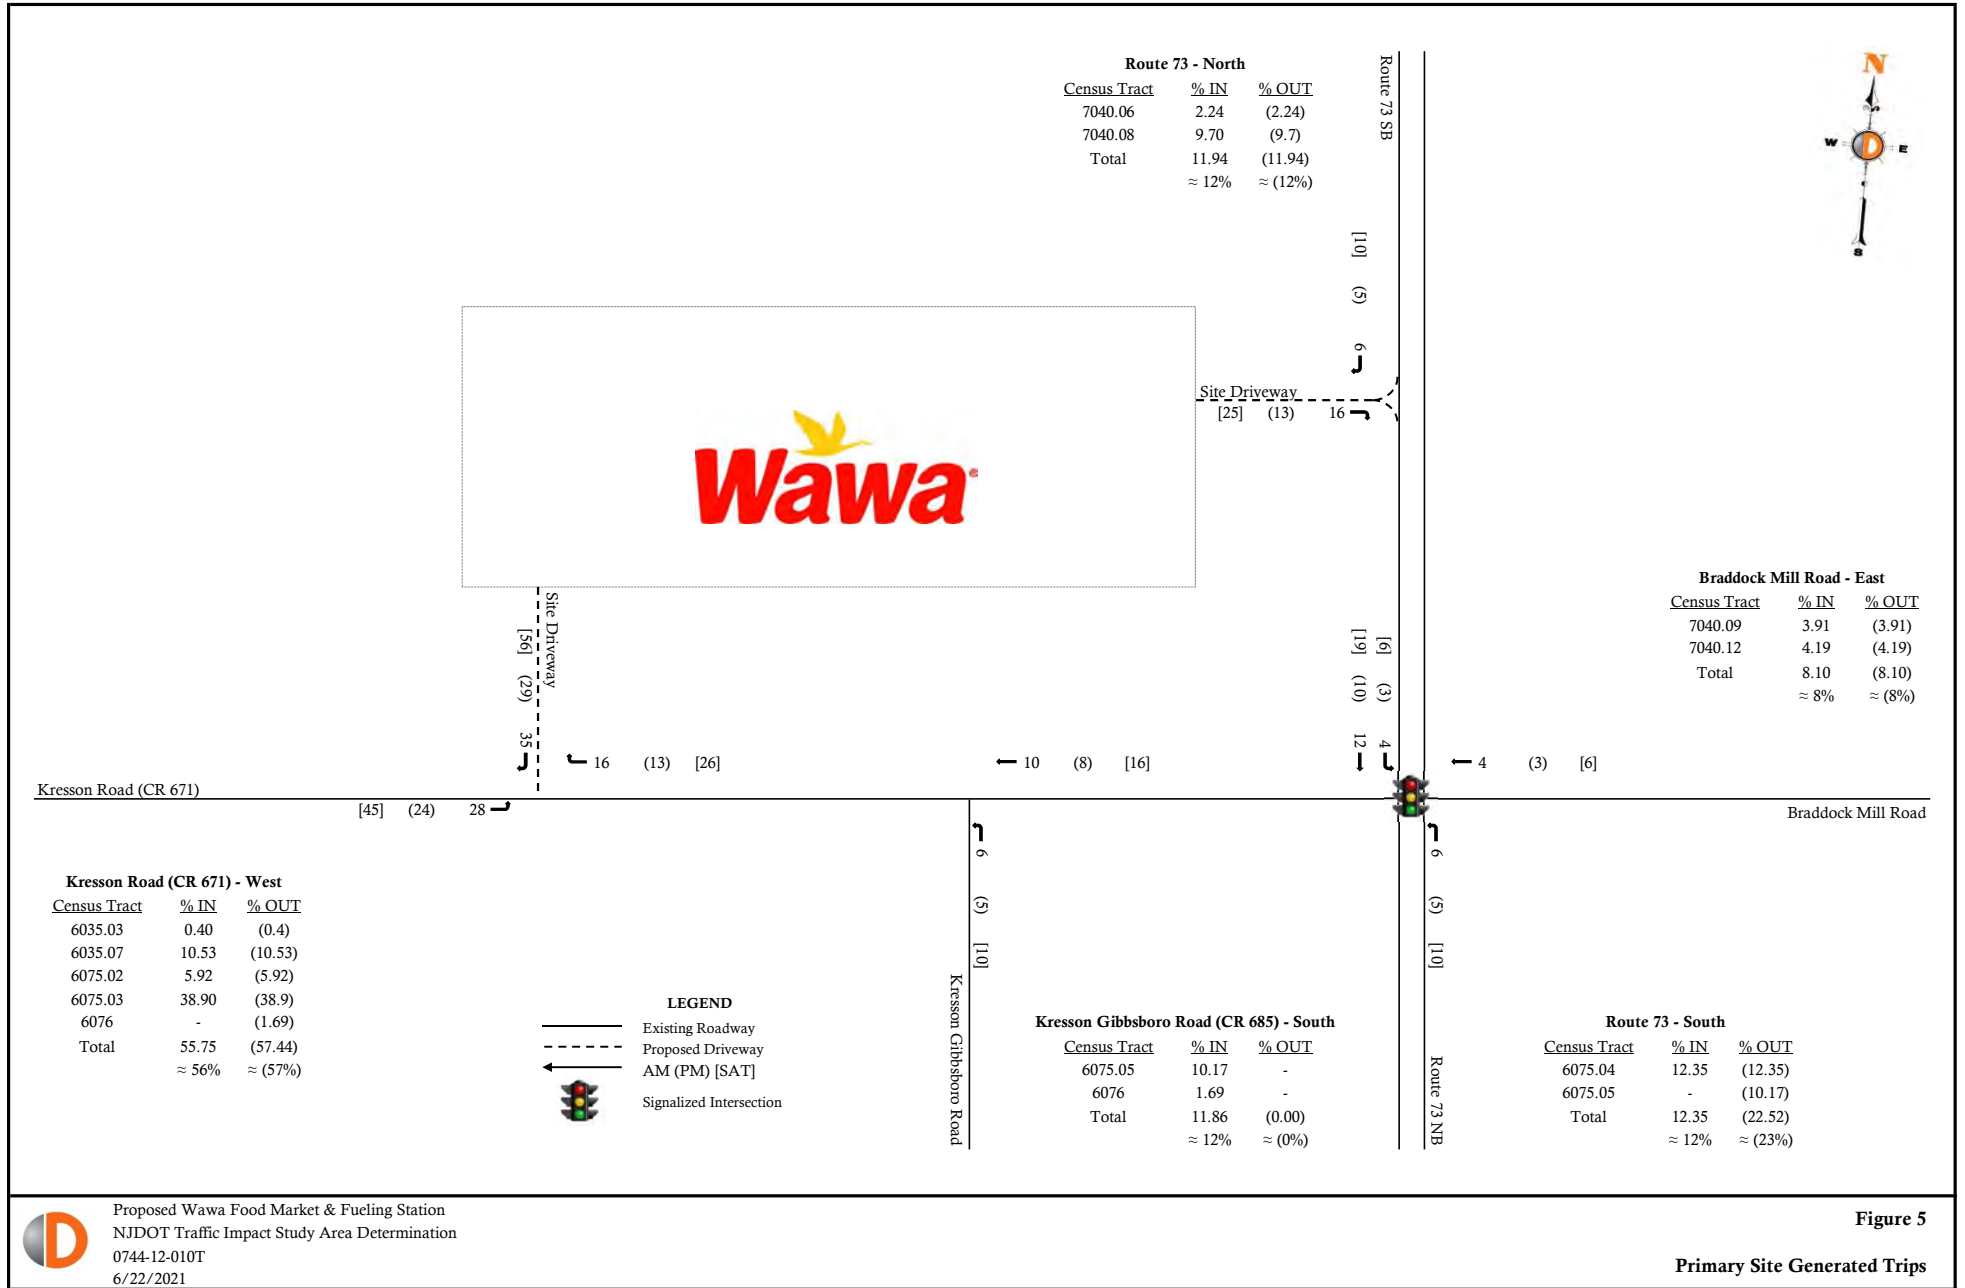 Route 73 - North
Census Tract % IN % OUT
7040.06 2.24 (2.24)
7040.08 9.70 (9.7)
Total 11.94 (11.94)
≈ 12% ≈ (12%)
Route 73 SB
N
W D E
S
[10] (5) 6
Site Driveway
[25] (13) 16
Wawa
Braddock Mill Road - East
Census Tract % IN % OUT
7040.09 3.91 (3.91)
7040.12 4.19 (4.19)
Total 8.10 (8.10)
≈ 8% ≈ (8%)
Site Driveway
[56] (29) 35
[19] (10) 12
[6] (3) 4
16 (13) [26]
10 (8) [16]
4 (3) [6]
Kresson Road (CR 671)
[45] (24) 28
Braddock Mill Road
6 (5) [10]
6 (5) [10]
Kresson Road (CR 671) - West
Census Tract % IN % OUT
6035.03 0.40 (0.4)
6035.07 10.53 (10.53)
6075.02 5.92 (5.92)
6075.03 38.90 (38.9)
6076 - (1.69)
Total 55.75 (57.44)
≈ 56% ≈ (57%)
LEGEND
Existing Roadway
Proposed Driveway
AM (PM) [SAT]
Signalized Intersection
Kresson Gibbsboro Road
Kresson Gibbsboro Road (CR 685) - South
Census Tract % IN % OUT
6075.05 10.17 -
6076 1.69 -
Total 11.86 (0.00)
≈ 12% ≈ (0%)
Route 73 NB
Route 73 - South
Census Tract % IN % OUT
6075.04 12.35 (12.35)
6075.05 - (10.17)
Total 12.35 (22.52)
≈ 12% ≈ (23%)
D
Proposed Wawa Food Market & Fueling Station
NJDOT Traffic Impact Study Area Determination
0744-12-010T
6/22/2021
Figure 5
Primary Site Generated Trips